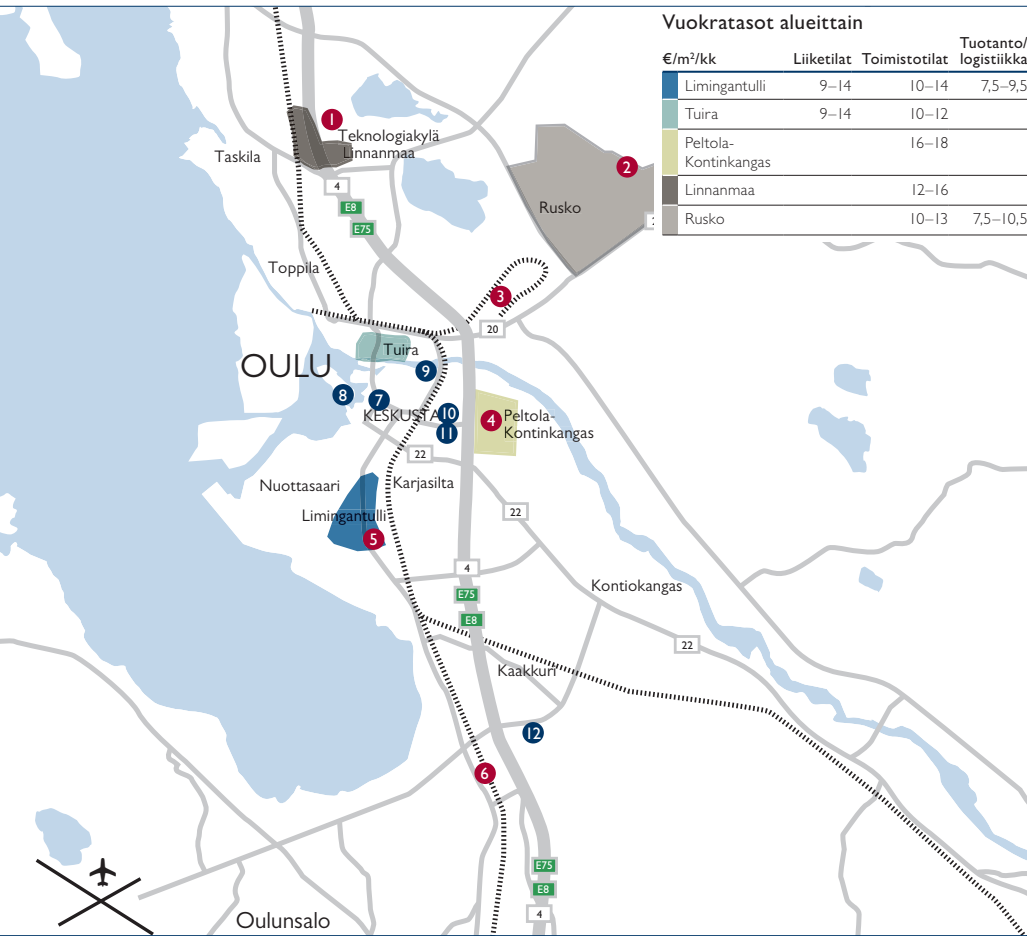 Vuokratasot alueittain
€/m²/kk Liiketilat Toimistotilat Tuotanto/
logistiikka
Limingantulli 9–14 10–14 7,5–9,5
Tuira 9–14 10–12
Peltola-
Kontinkangas 16–18
Linnanmaa 12–16
Rusko 10–13 7,5–10,5
1
Teknologiakylä
Linnanmaa
Taskila
4
E8
E75
2
Rusko
Toppila
3
20
Tuira
OULU
9
8
7
KESKUSTA
10
11
4
Peltola-
Kontinkangas
22
Nuottasaari
Karjasilta
Limingantulli
5
22
4
E75
E8
Kontiokangas
22
Kaakkuri
12
6
E75
E8
4
Oulunsalo